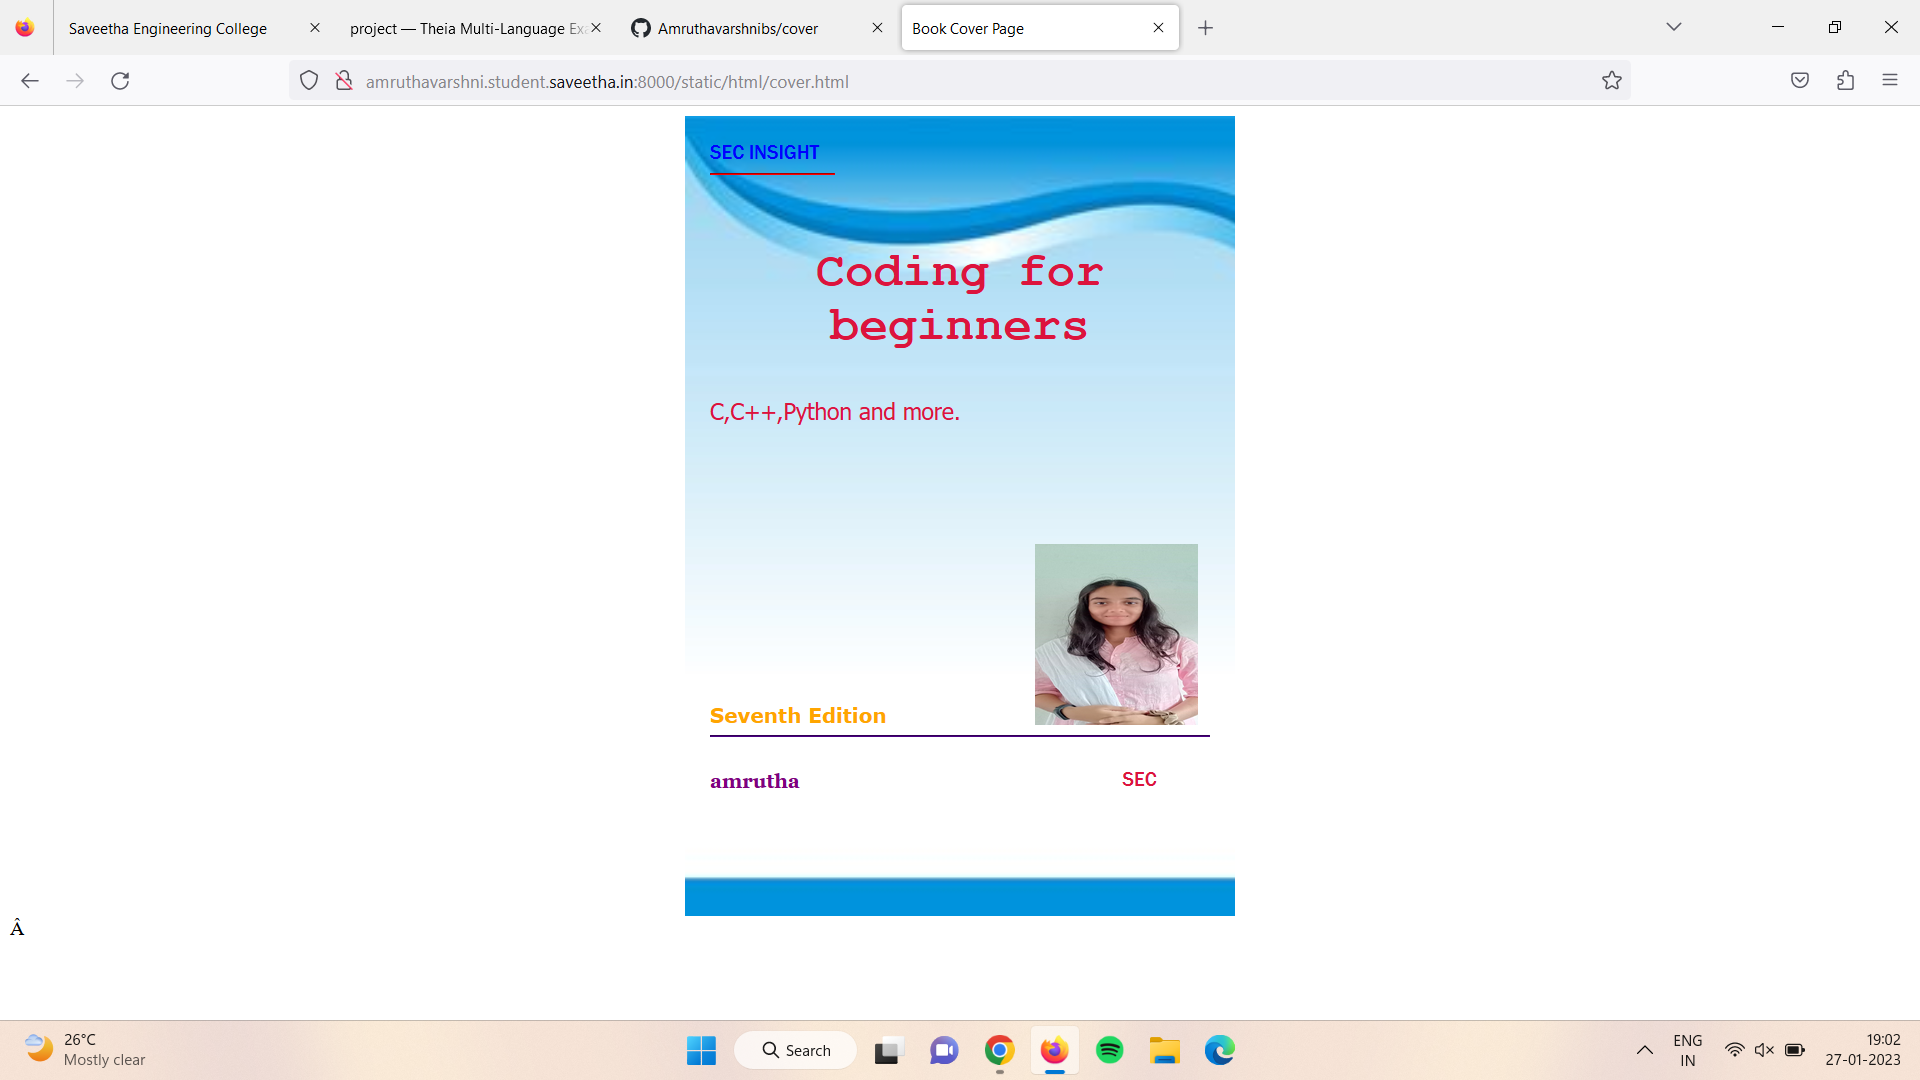 Saveetha Engineering College
project — Theia Multi-Language Ex
Amruthavarshnibs/cover
Book Cover Page
amruthavarshni.student.saveetha.in:8000/static/html/cover.html
SEC INSIGHT
Coding for
beginners
C,C++,Python and more.
Seventh Edition
amrutha
SEC
Â
26°C
Mostly clear
Search
ENG
IN
19:02
27-01-2023